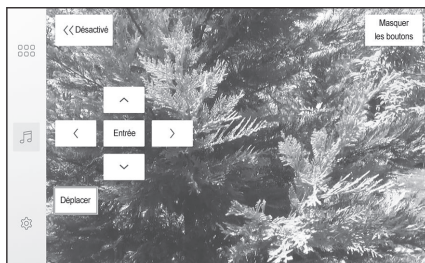 Désactivé
Masquer
les boutons
Entrée
Déplacer